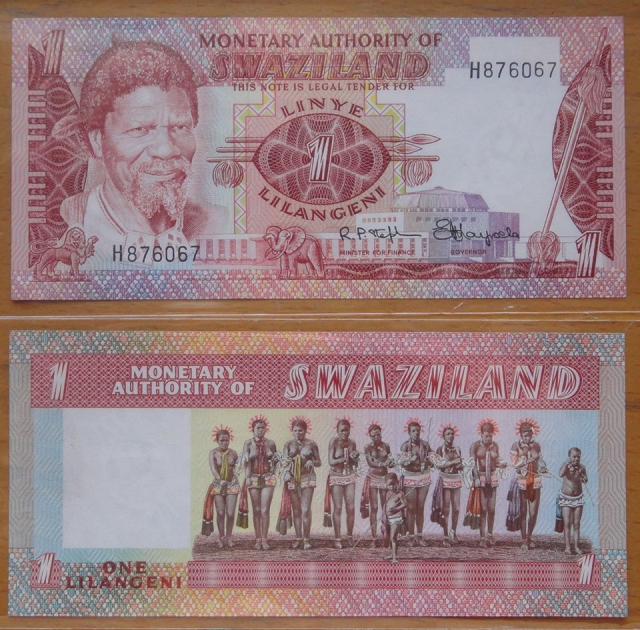 1
MONETARY AUTHORITY OF
SWAZILAND
THIS NOTE IS LEGAL TENDER FOR
H876067
LINYE
1
LILANGENI
H876067
MINISTER FOR FINANCE
GOVERNOR
1
1
MONETARY
AUTHORITY OF
SWAZILAND
ONE
LILANGENI
1
1